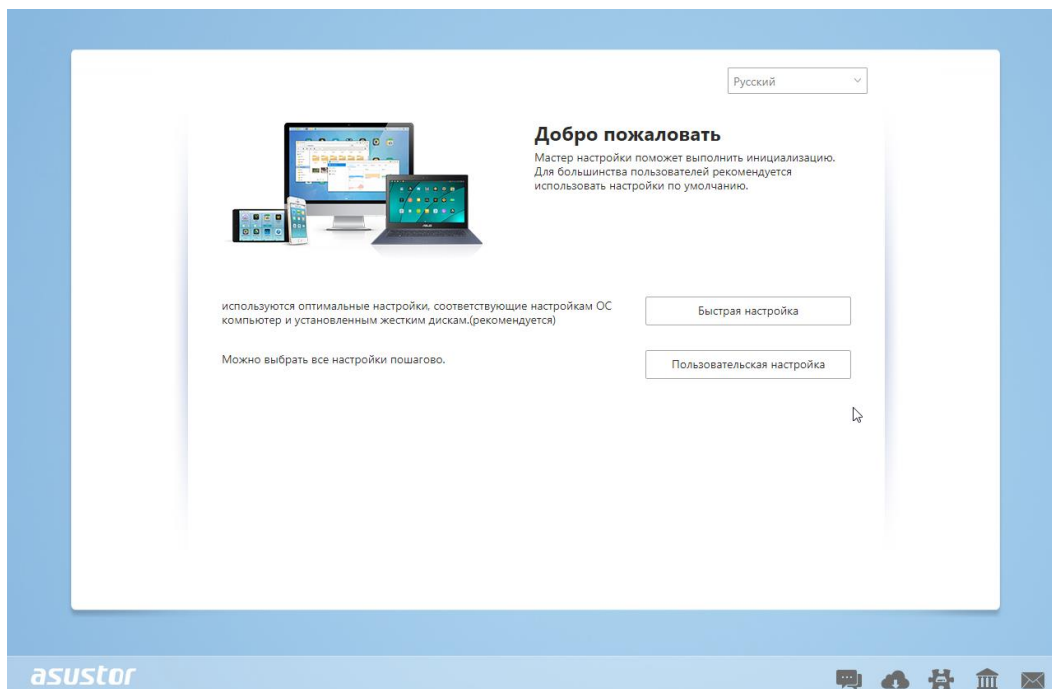 Русский
Добро пожаловать
Мастер настройки поможет выполнить инициализацию.
Для большинства пользователей рекомендуется
использовать настройки по умолчанию.
используются оптимальные настройки, соответствующие настройкам ОС
компьютер и установленным жестким дискам.(рекомендуется)
Быстрая настройка
Можно выбрать все настройки пошагово.
Пользовательская настройка
asustor